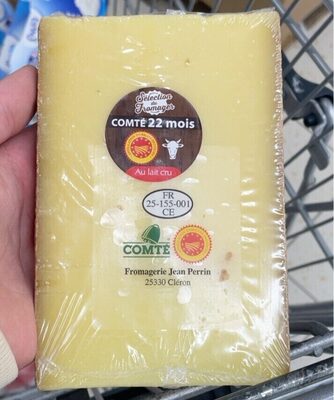 Sélection
du
Fromager
COMTÉ 22 mois
Au lait cru
FR
25-155-001
CE
COMTÉ
Fromagerie Jean Perrin
25330 Cléron